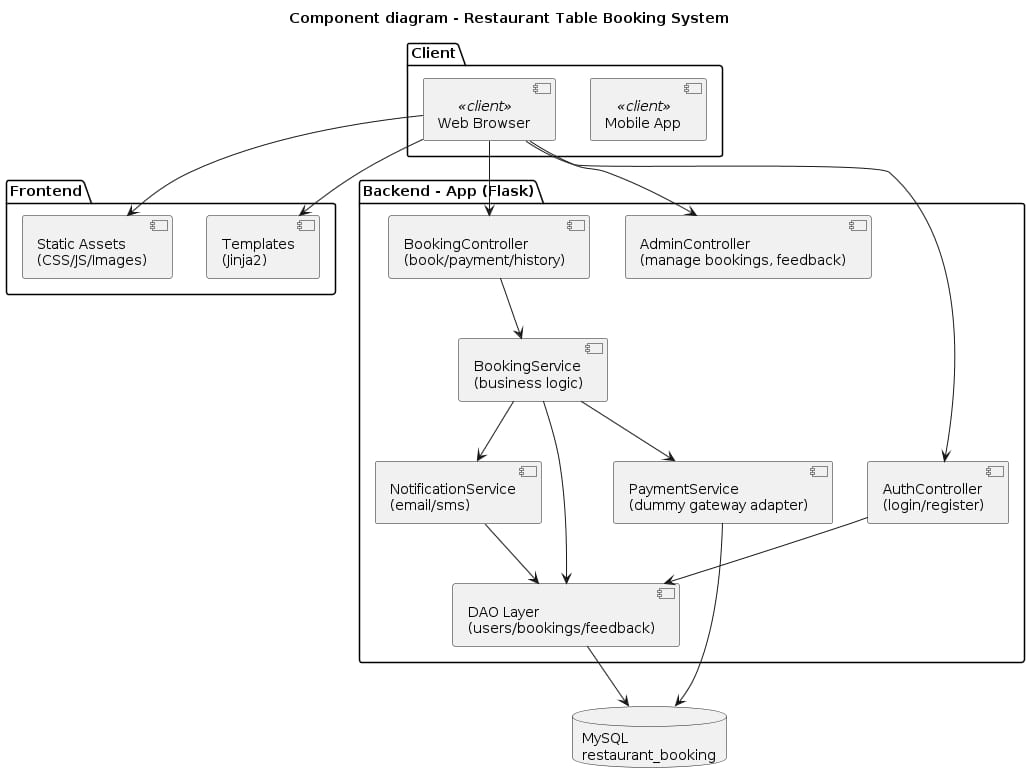 Component diagram - Restaurant Table Booking System
Client
«client»
Web Browser
«client»
Mobile App
Frontend
Static Assets
(CSS/JS/Images)
Templates
(Jinja2)
Backend - App (Flask)
BookingController
(book/payment/history)
AdminController
(manage bookings, feedback)
BookingService
(business logic)
NotificationService
(email/sms)
PaymentService
(dummy gateway adapter)
AuthController
(login/register)
DAO Layer
(users/bookings/feedback)
MySQL
restaurant_booking